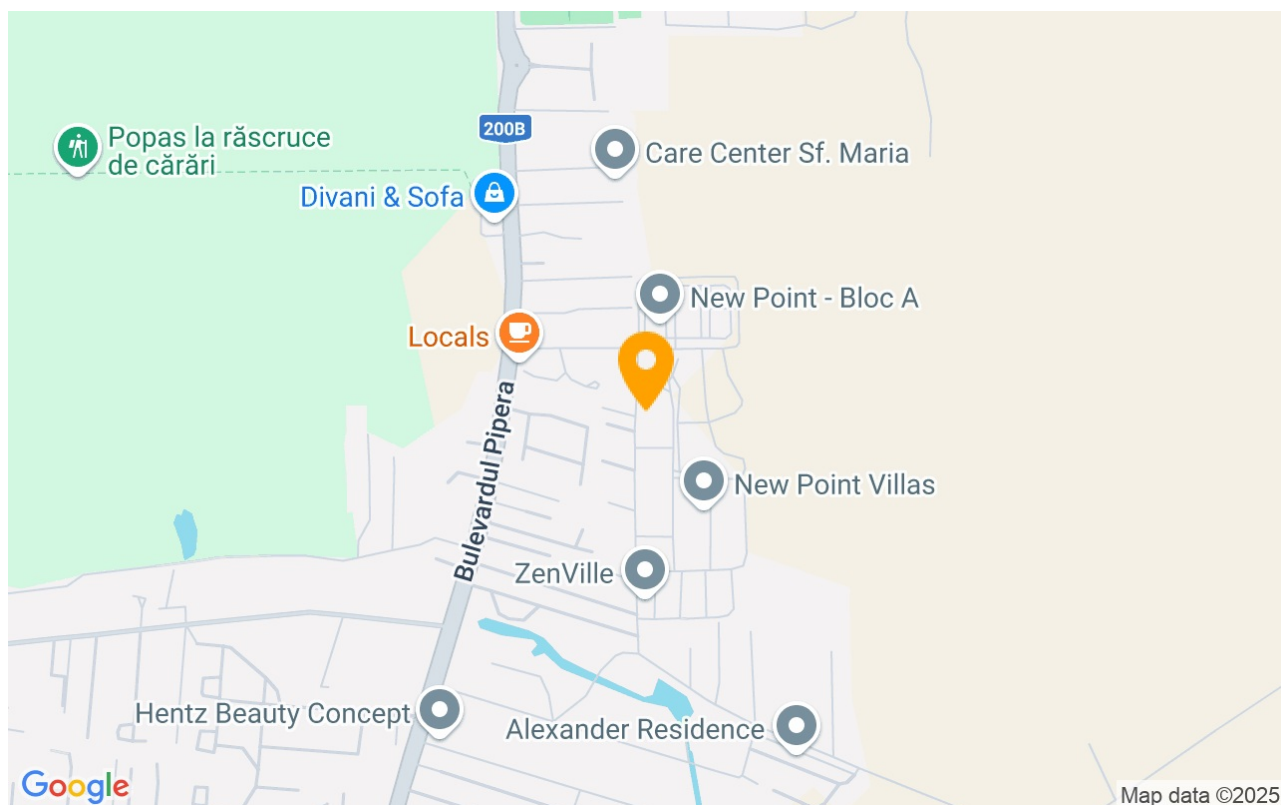 Popas la răscruce
de cărări
200B
Care Center Sf. Maria
Divani & Sofa
New Point - Bloc A
Locals
Bulevardul Pipera
New Point Villas
ZenVille
Hentz Beauty Concept
Alexander Residence
Google
Map data ©2025